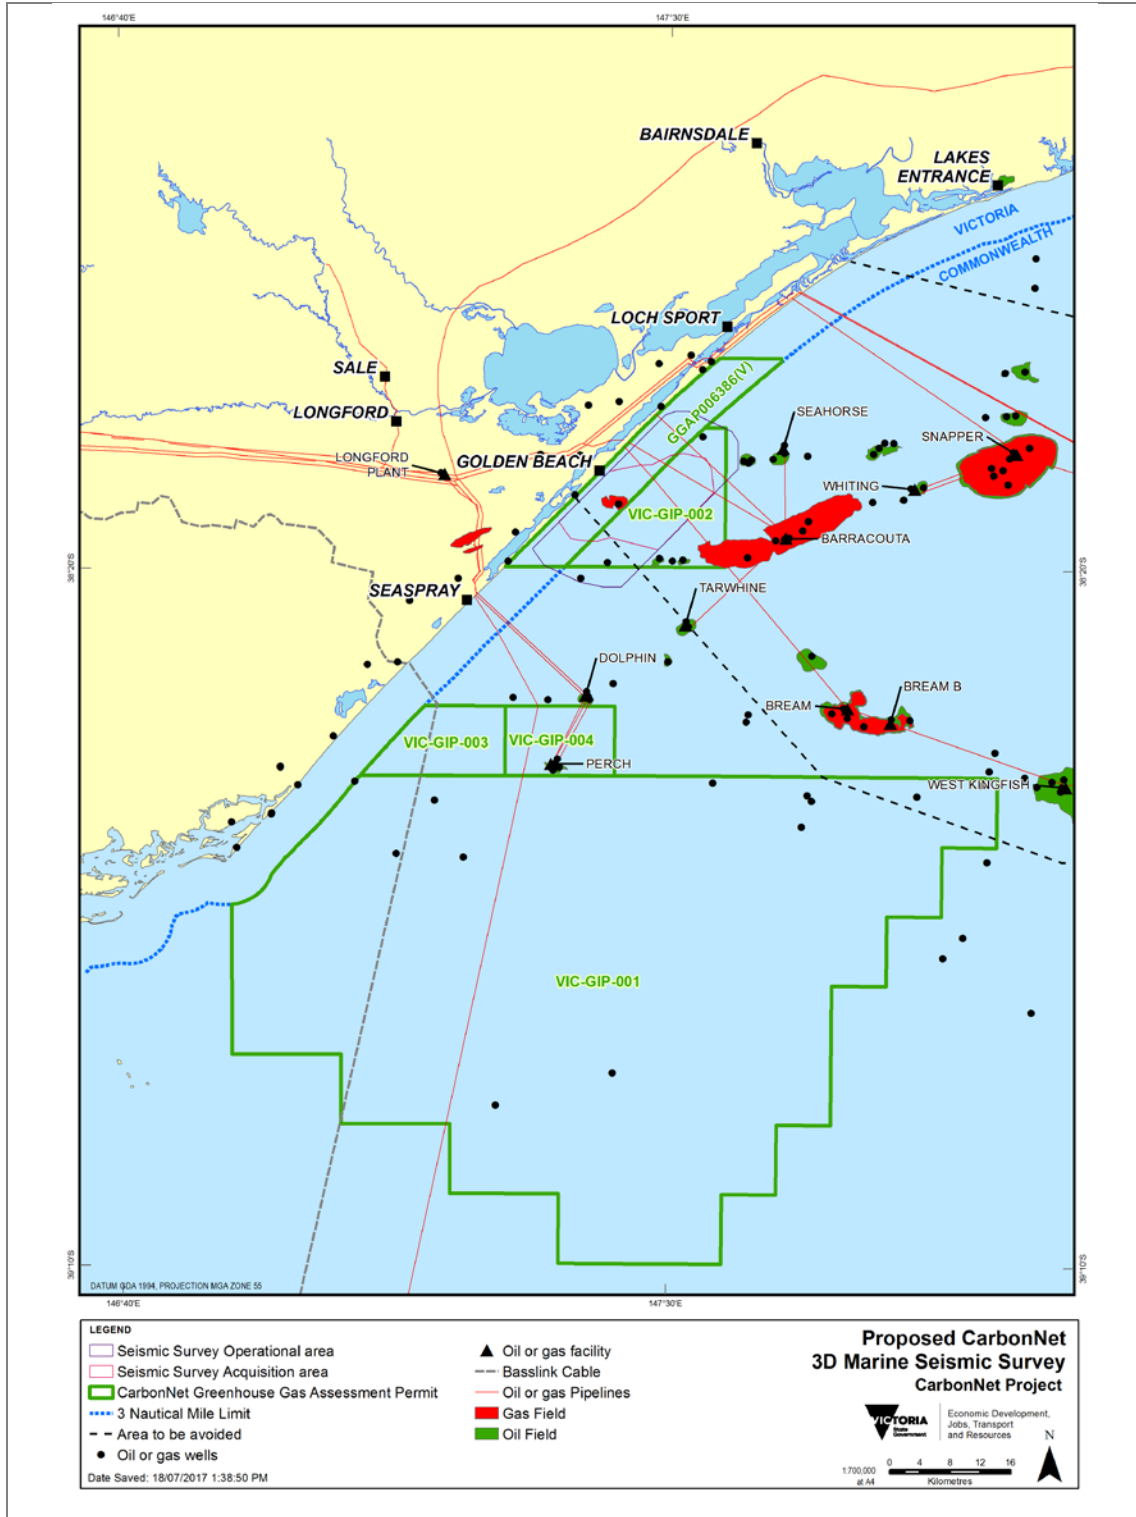 146°40'E
147°30'E
BAIRNSDALE
LAKES
ENTRANCE
VICTORIA
COMMONWEALTH
LOCH SPORT
GGAP006386(V)
SALE
LONGFORD
SEAHORSE
SNAPPER
LONGFORD
PLANT
GOLDEN BEACH
WHITING
VIC-GIP-002
BARRACOUTA
38°20'S
38°20'S
SEASPRAY
TARWHINE
DOLPHIN
BREAM B
BREAM
VIC-GIP-003
VIC-GIP-004
PERCH
WEST KINGFISH
VIC-GIP-001
39°10'S
39°10'S
DATUM GDA 1994, PROJECTION MGA ZONE 55
146°40'E
147°30'E
LEGEND
Seismic Survey Operational area
Seismic Survey Acquisition area
CarbonNet Greenhouse Gas Assessment Permit
3 Nautical Mile Limit
Area to be avoided
Oil or gas wells
Date Saved: 18/07/2017 1:38:50 PM
Oil or gas facility
Basslink Cable
Oil or gas Pipelines
Gas Field
Oil Field
Proposed CarbonNet
3D Marine Seismic Survey
CarbonNet Project
VICTORIA
State
Government
Economic Development,
Jobs, Transport
and Resources
N
1:700,000
at A4
0 4 8 12 16
Kilometres